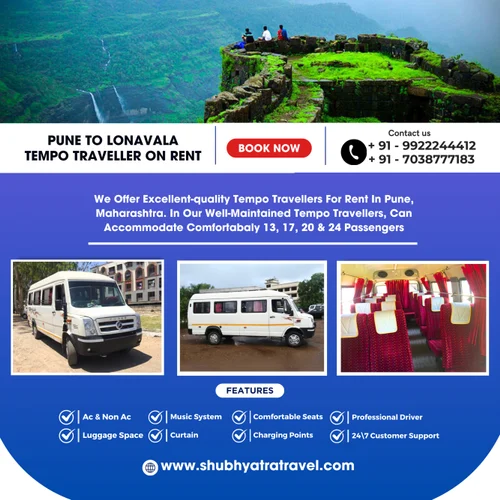 PUNE TO LONAVALA
TEMPO TRAVELLER ON RENT
BOOK NOW
Contact us
+ 91 - 9922244412
+ 91 - 7038777183
We Offer Excellent-quality Tempo Travellers For Rent In Pune,
Maharashtra. In Our Well-Maintained Tempo Travellers, Can
Accommodate Comfortabaly 13, 17, 20 & 24 Passengers
FEATURES
Ac & Non Ac
Music System
Comfortable Seats
Professional Driver
Luggage Space
Curtain
Charging Points
24\7 Customer Support
www.shubhyatratravel.com